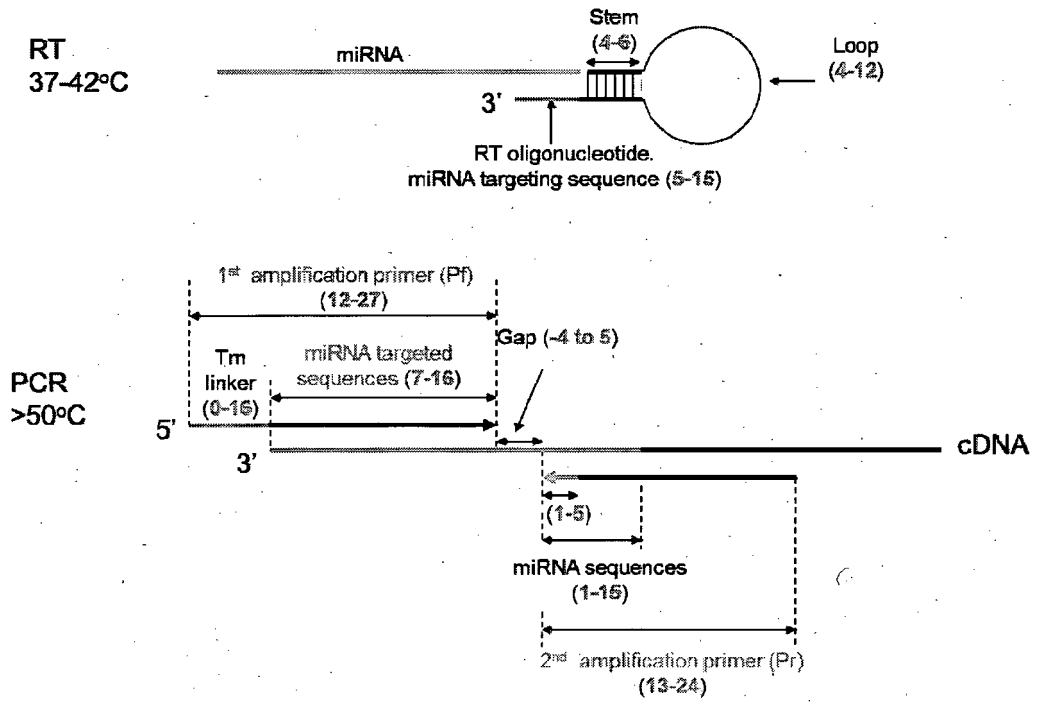 RT
37-42°C
miRNA
Stem
(4-6)
Loop
(4-12)
3'
RT oligonucleotide.
miRNA targeting sequence (5-15)
1st amplification primer (Pf)
(12-27)
Gap (-4 to 5)
Tm
linker
(0-16)
miRNA targeted
sequences (7-16)
PCR
>50°C
5'
3'
cDNA
(1-5)
miRNA sequences
(1-15)
2nd amplification primer (Pr)
(13-24)